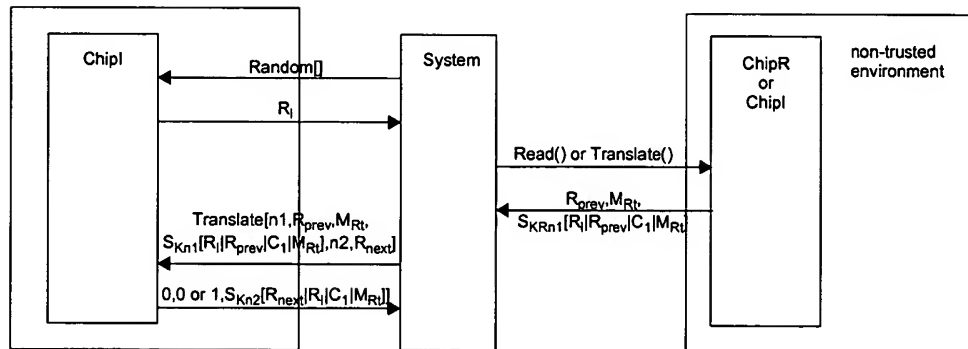 ChipI
System
ChipR
or
ChipI
non-trusted
environment
Random[]
R_I
Read() or Translate()
R_prev,M_Rt,
S_KRn1[R_I|R_prev|C_1|M_Rt
Translate[n1,R_prev,M_Rt,
S_Kn1[R_I|R_prev|C_1|M_Rt],n2,R_next]
0,0 or 1,S_Kn2[R_next|R_I|C_1|M_Rt]]